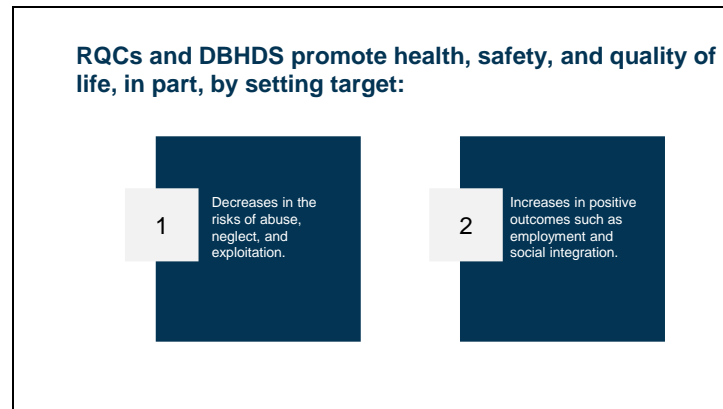 RQCs and DBHDS promote health, safety, and quality of
life, in part, by setting target:
1
Decreases in the
risks of abuse,
neglect, and
exploitation.
2
Increases in positive
outcomes such as
employment and
social integration.